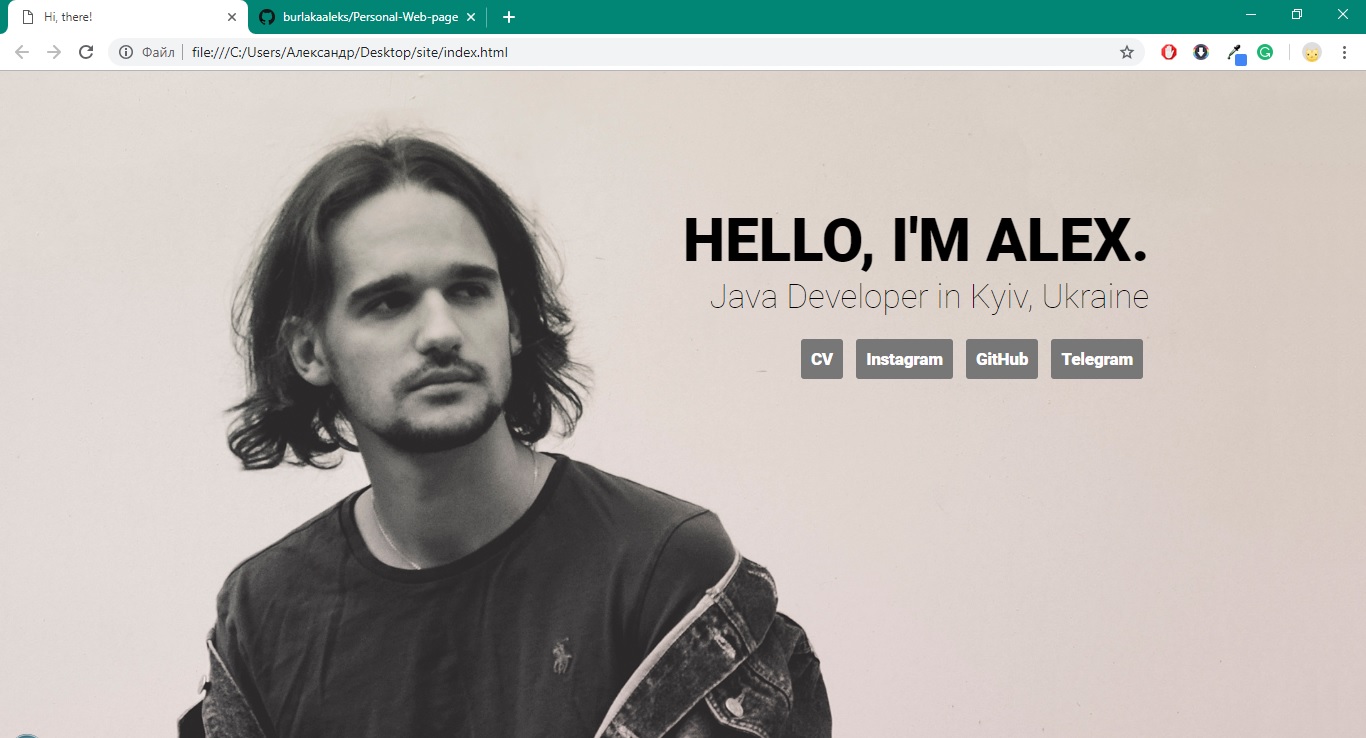 Hi, there!
burlakaaleks/Personal-Web-page
Файл
file:///C:/Users/Александр/Desktop/site/index.html
HELLO, I'M ALEX.
Java Developer in Kyiv, Ukraine
CV Instagram GitHub Telegram